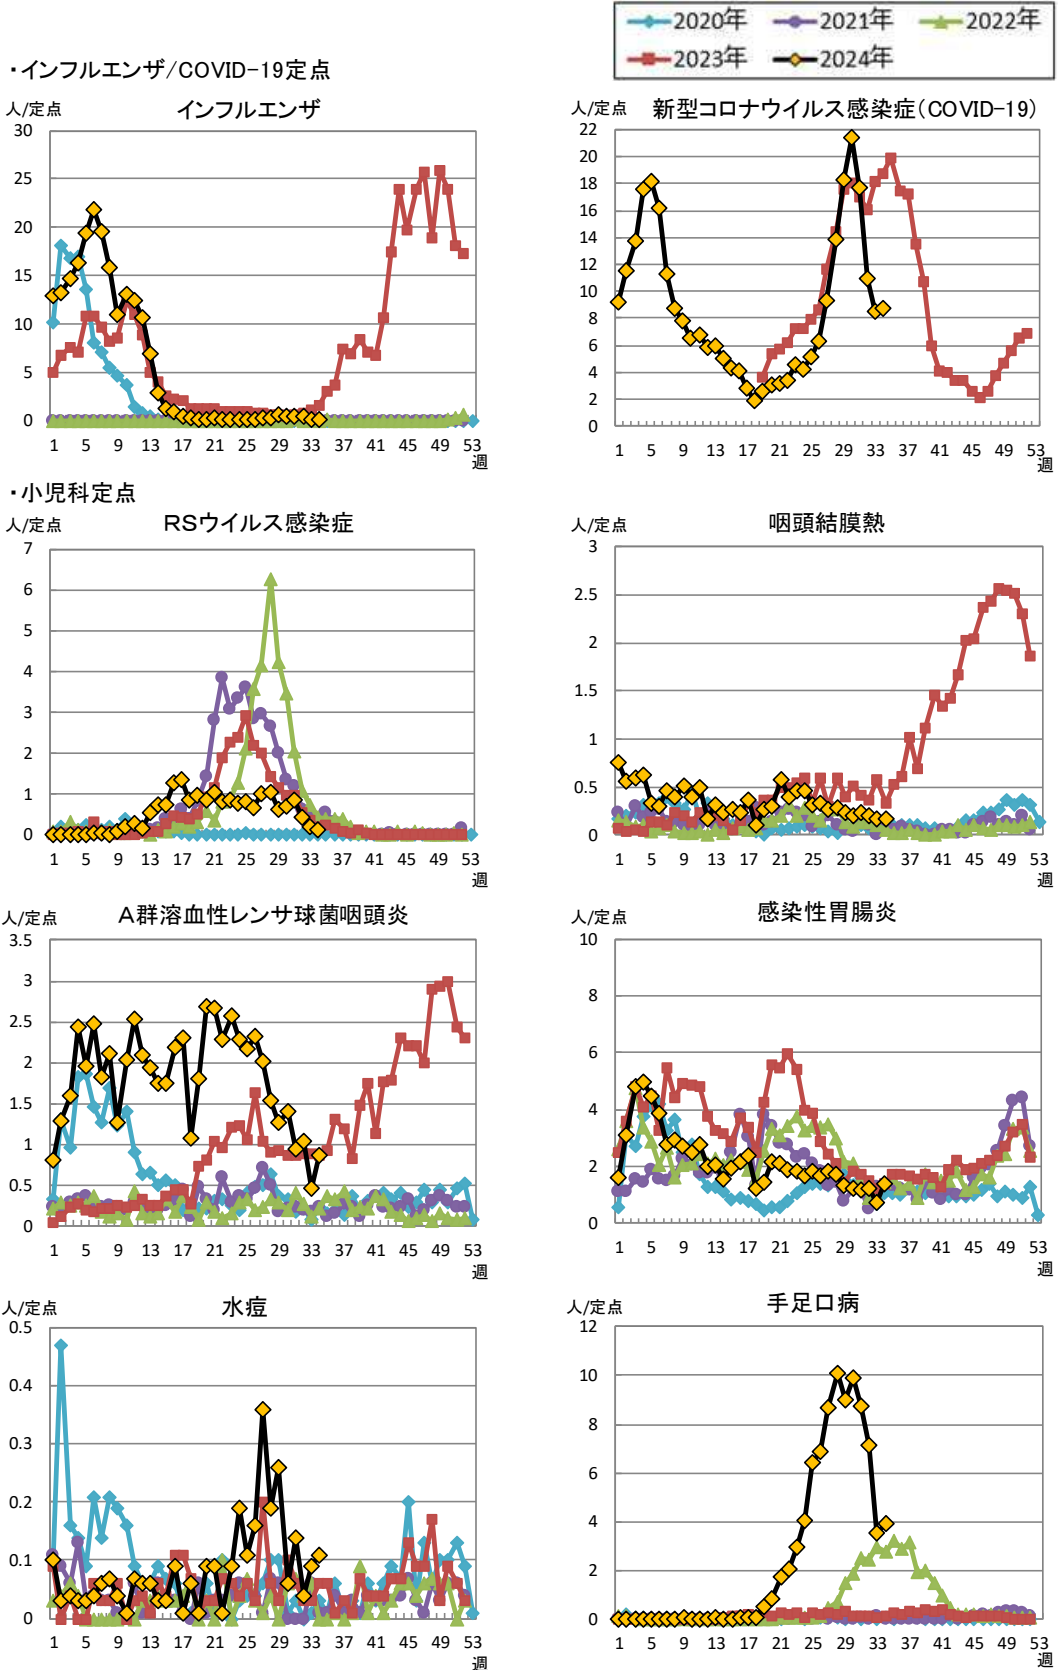 2020年 2021年 2022年
2023年 2024年
・インフルエンザ/COVID-19定点
人/定点 インフルエンザ
30
25
20
15
10
5
0
1 5 9 13 17 21 25 29 33 37 41 45 49 53
週
人/定点 新型コロナウイルス感染症(COVID-19)
22
20
18
16
14
12
10
8
6
4
2
0
1 5 9 13 17 21 25 29 33 37 41 45 49 53
週
・小児科定点
人/定点 RSウイルス感染症
7
6
5
4
3
2
1
0
1 5 9 13 17 21 25 29 33 37 41 45 49 53
週
人/定点 咽頭結膜熱
3
2.5
2
1.5
1
0.5
0
1 5 9 13 17 21 25 29 33 37 41 45 49 53
週
人/定点 A群溶血性レンサ球菌咽頭炎
3.5
3
2.5
2
1.5
1
0.5
0
1 5 9 13 17 21 25 29 33 37 41 45 49 53
週
人/定点 感染性胃腸炎
10
8
6
4
2
0
1 5 9 13 17 21 25 29 33 37 41 45 49 53
週
人/定点 水痘
0.5
0.4
0.3
0.2
0.1
0
1 5 9 13 17 21 25 29 33 37 41 45 49 53
週
人/定点 手足口病
12
10
8
6
4
2
0
1 5 9 13 17 21 25 29 33 37 41 45 49 53
週